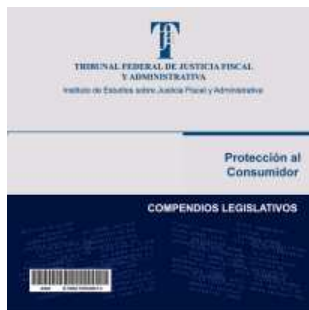 TRIBUNAL FEDERAL DE JUSTICIA FISCAL
Y ADMINISTRATIVA
Instituto de Estudios sobre Justicia Fiscal y Administrativa
Protección al
Consumidor
COMPENDIOS LEGISLATIVOS